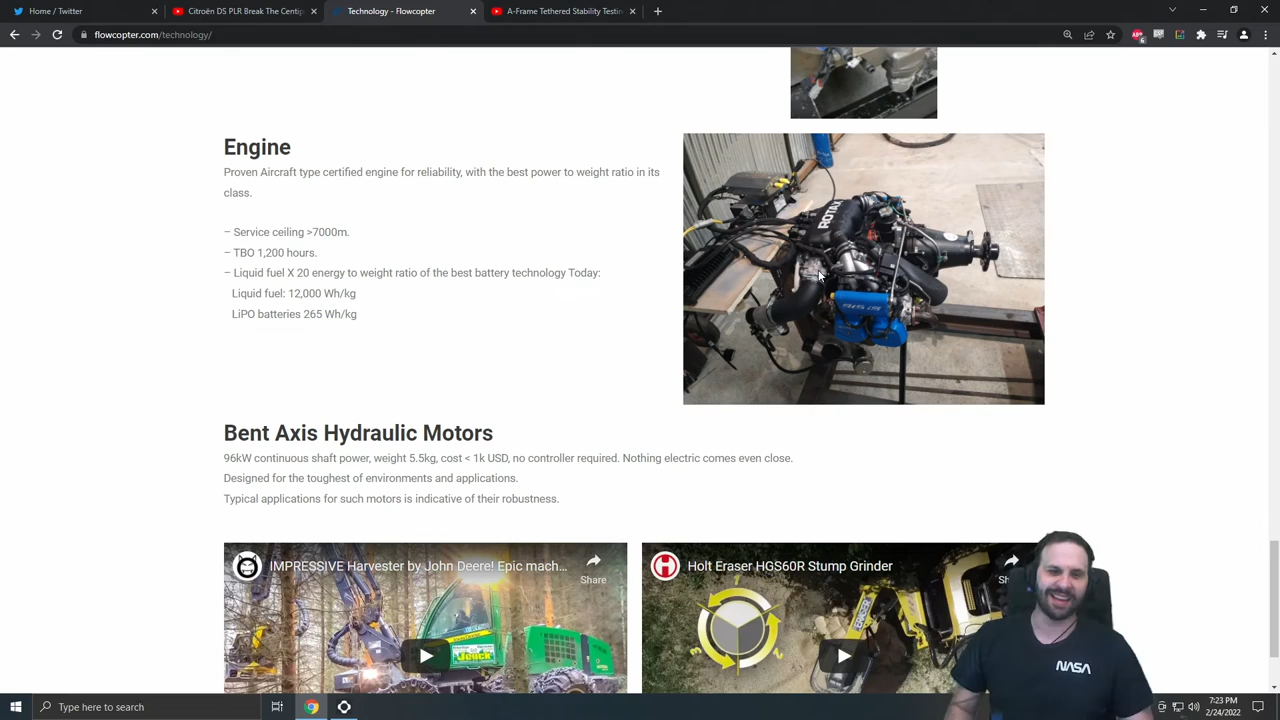 Home / Twitter
Citroën DS PLR Break The Centip
Technology - Flowcopter
A-Frame Tethered Stability Testin
flowcopter.com/technology/
Engine
Proven Aircraft type certified engine for reliability, with the best power to weight ratio in its
class.
– Service ceiling >7000m.
– TBO 1,200 hours.
– Liquid fuel X 20 energy to weight ratio of the best battery technology Today:
Liquid fuel: 12,000 Wh/kg
LiPO batteries 265 Wh/kg
ROTAX
Bent Axis Hydraulic Motors
96kW continuous shaft power, weight 5.5kg, cost < 1k USD, no controller required. Nothing electric comes even close.
Designed for the toughest of environments and applications.
Typical applications for such motors is indicative of their robustness.
IMPRESSIVE Harvester by John Deere! Epic mach...
Share
Holt Eraser HGS60R Stump Grinder
Sh
NASA
Type here to search
7:23 PM
2/24/2022